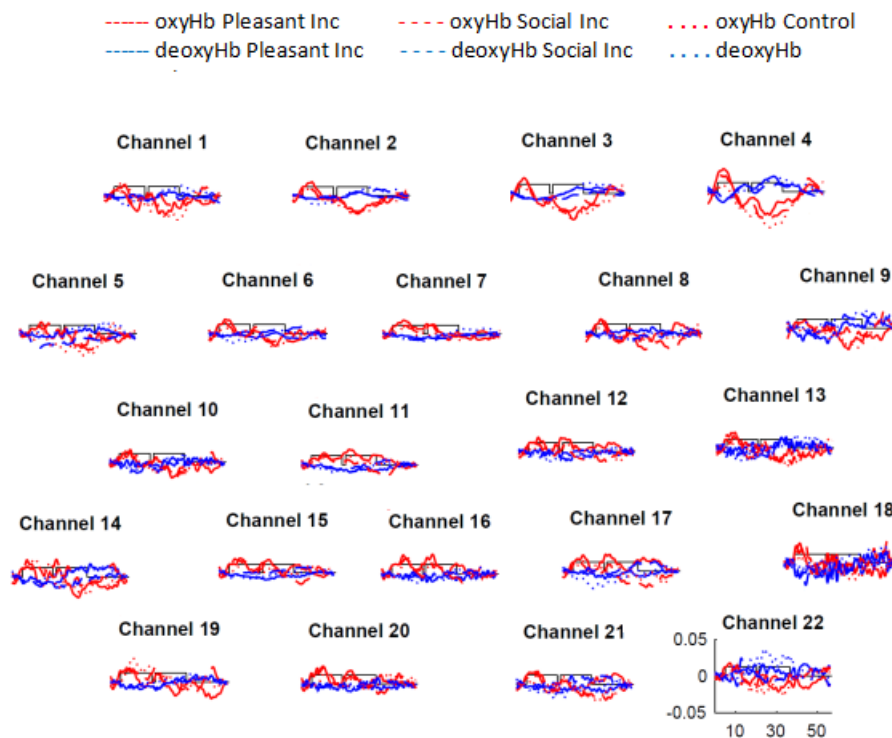 ------ oxyHb Pleasant Inc - - - - oxyHb Social Inc .... oxyHb Control
------ deoxyHb Pleasant Inc - - - - deoxyHb Social Inc .... deoxyHb
Channel 1 Channel 2 Channel 3 Channel 4
Channel 5 Channel 6 Channel 7 Channel 8 Channel 9
Channel 10 Channel 11 Channel 12 Channel 13
Channel 14 Channel 15 Channel 16 Channel 17 Channel 18
Channel 19 Channel 20 Channel 21 Channel 22
0.05
0
-0.05
10 30 50